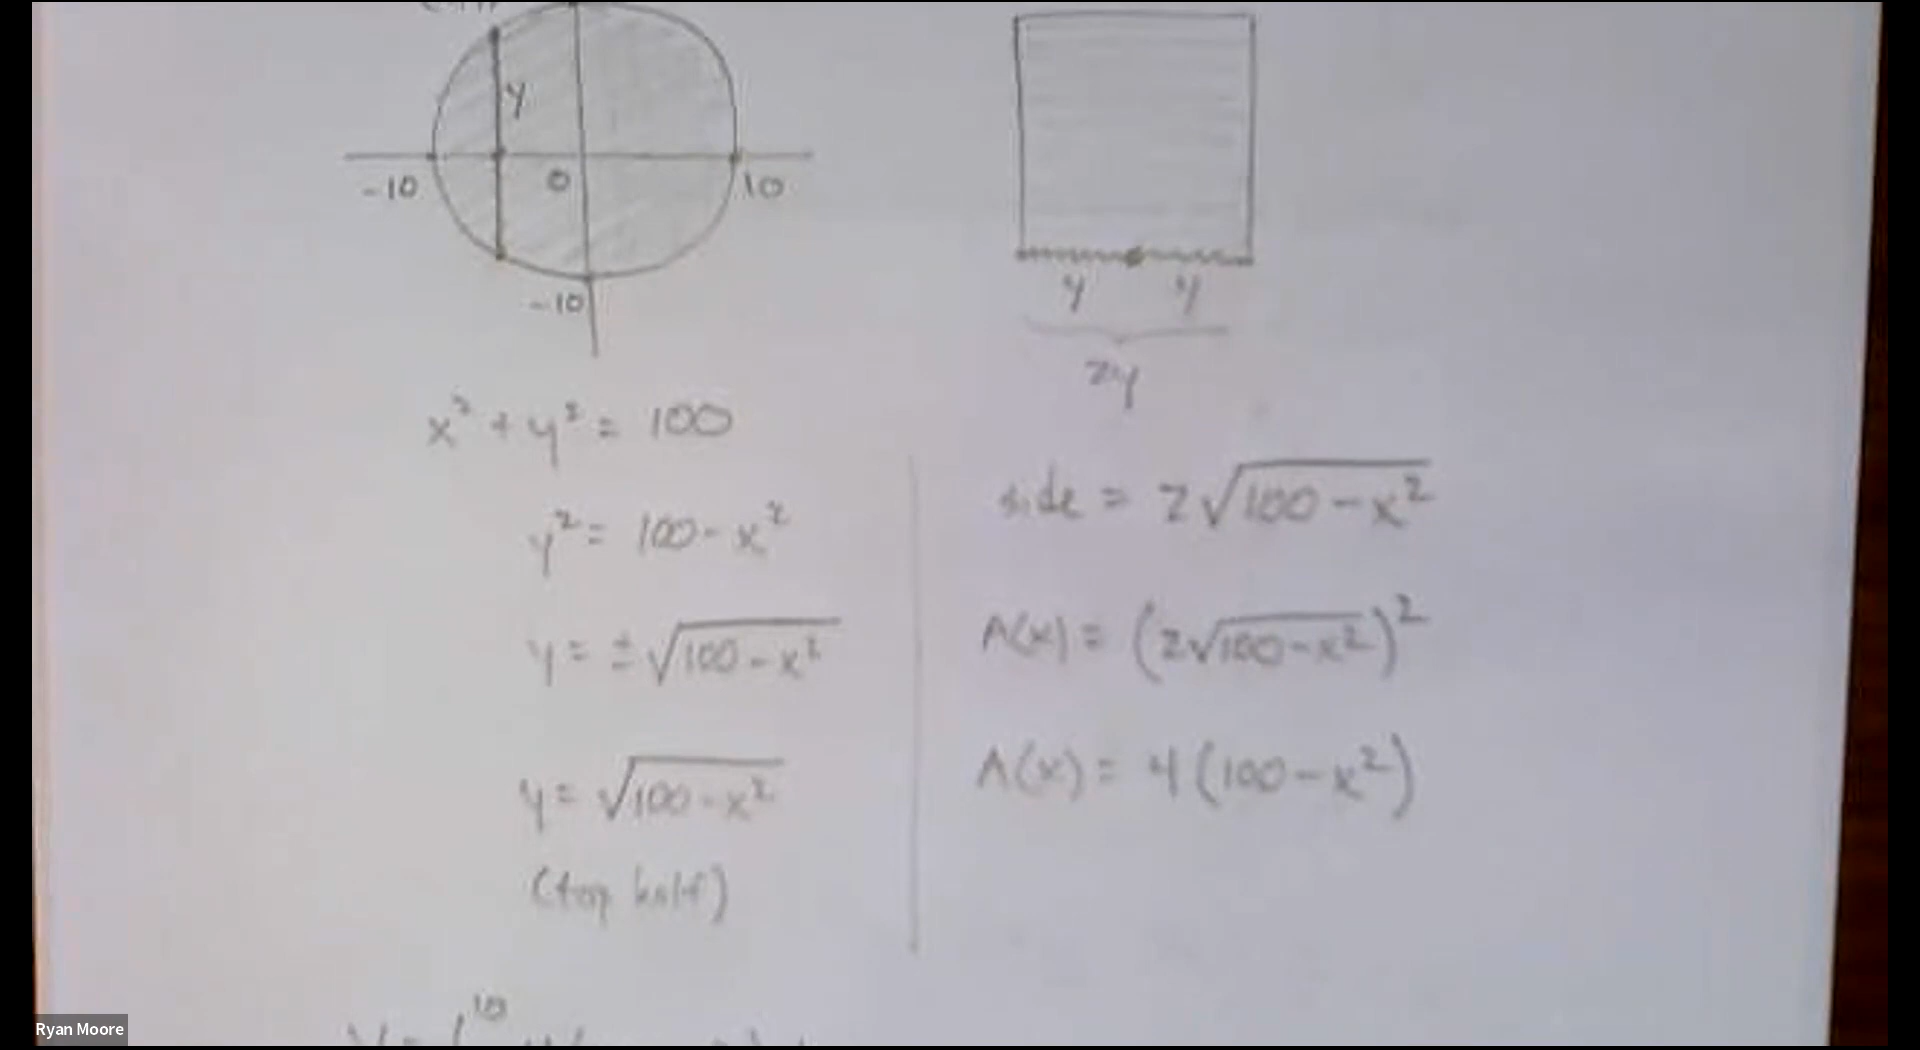 y
-10
0
10
-10
y y
2y
x² + y² = 100
y² = 100 - x²
y = ± √100 - x²
y = √100 - x²
(top half)
side = 2√100 - x²
A(x) = (2√100 - x²)²
A(x) = 4(100 - x²)
10
Ryan Moore